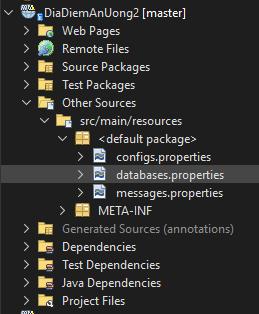 DiaDiemAnUong2 [master]
Web Pages
Remote Files
Source Packages
Test Packages
Other Sources
src/main/resources
<default package>
configs.properties
databases.properties
messages.properties
META-INF
Generated Sources (annotations)
Dependencies
Test Dependencies
Java Dependencies
Project Files